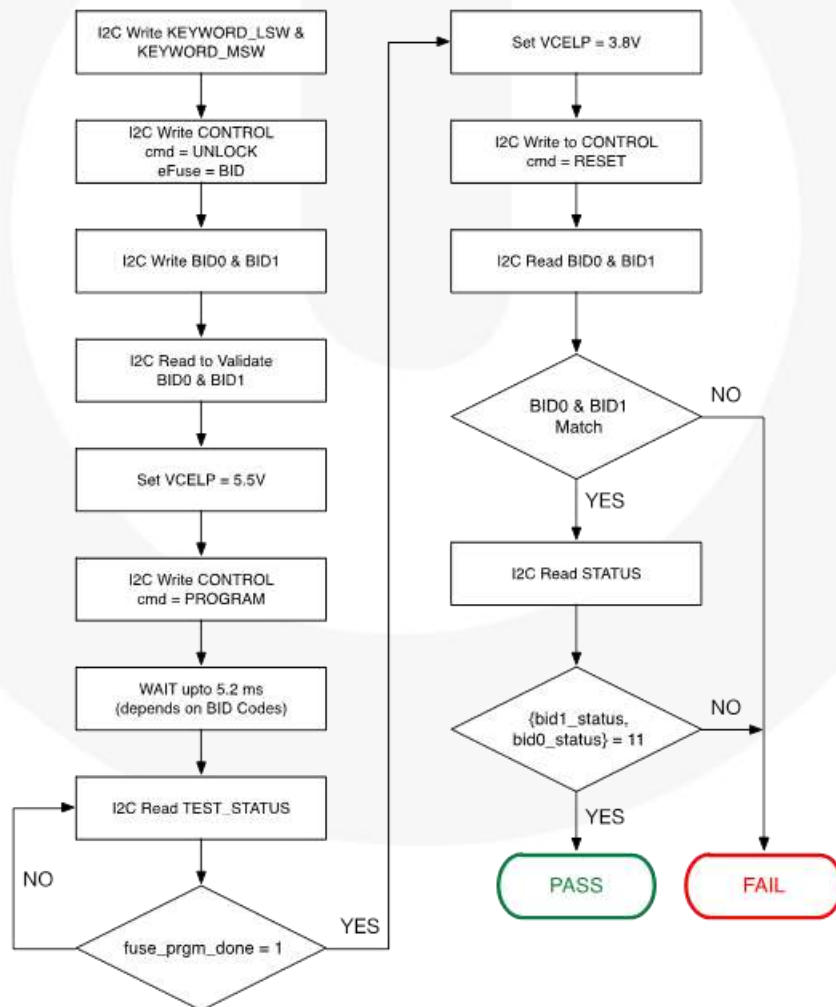 I2C Write KEYWORD_LSW &
KEYWORD_MSW
I2C Write CONTROL
cmd = UNLOCK
eFuse = BID
I2C Write BID0 & BID1
I2C Read to Validate
BID0 & BID1
Set VCELP = 5.5V
I2C Write CONTROL
cmd = PROGRAM
WAIT upto 5.2 ms
(depends on BID Codes)
I2C Read TEST_STATUS
NO
fuse_prgm_done = 1
YES
Set VCELP = 3.8V
I2C Write to CONTROL
cmd = RESET
I2C Read BID0 & BID1
BID0 & BID1
Match
NO
YES
I2C Read STATUS
{bid1_status,
bid0_status} = 11
NO
YES
PASS
FAIL